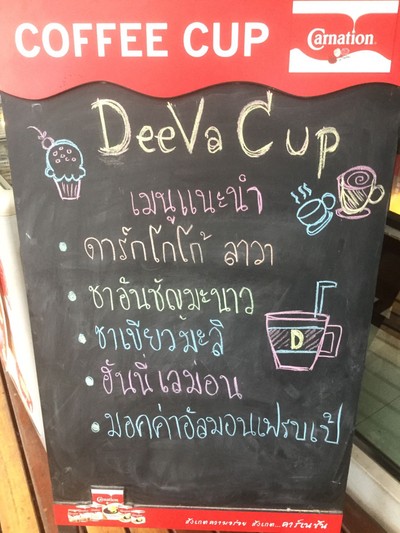 COFFEE CUP
Carnation
DeeVa Cup
เมนูแนะนำ
• ดาร์กโกโก้ ลาวา
• ชาอันชัญมะนาว
• ชาเขียวมะลิ
• ฮันนี่เลมอน
• มอคค่าอัลมอนเฟรบเป้
D
Carnation